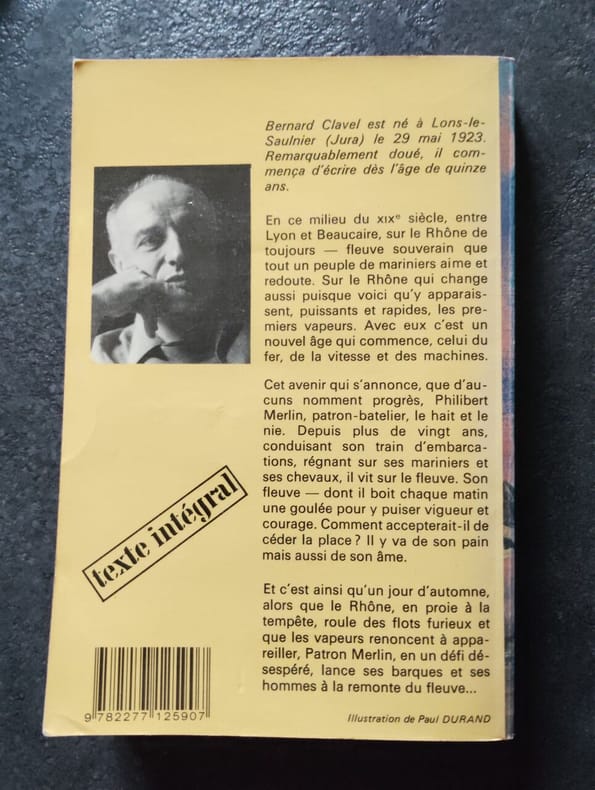 Bernard Clavel est né à Lons-le-
Saulnier (Jura) le 29 mai 1923.
Remarquablement doué, il com-
mença d'écrire dès l'âge de quinze
ans.
En ce milieu du XIXe siècle, entre
Lyon et Beaucaire, sur le Rhône de
toujours — fleuve souverain que
tout un peuple de mariniers aime et
redoute. Sur le Rhône qui change
aussi puisque voici qu'y apparais-
sent, puissants et rapides, les pre-
miers vapeurs. Avec eux c'est un
nouvel âge qui commence, celui du
fer, de la vitesse et des machines.
Cet avenir qui s'annonce, que d'au-
cuns nomment progrès, Philibert
Merlin, patron-batelier, le hait et le
nie. Depuis plus de vingt ans,
conduisant son train d'embarca-
tions, régnant sur ses mariniers et
ses chevaux, il vit sur le fleuve. Son
fleuve — dont il boit chaque matin
une goulée pour y puiser vigueur et
courage. Comment accepterait-il de
céder la place ? Il y va de son pain
mais aussi de son âme.
Et c'est ainsi qu'un jour d'automne,
alors que le Rhône, en proie à la
tempête, roule des flots furieux et
que les vapeurs renoncent à appa-
reiller, Patron Merlin, en un défi dé-
sespéré, lance ses barques et ses
hommes à la remonte du fleuve...
texte intégral
9 782277 125907
Illustration de Paul DURAND